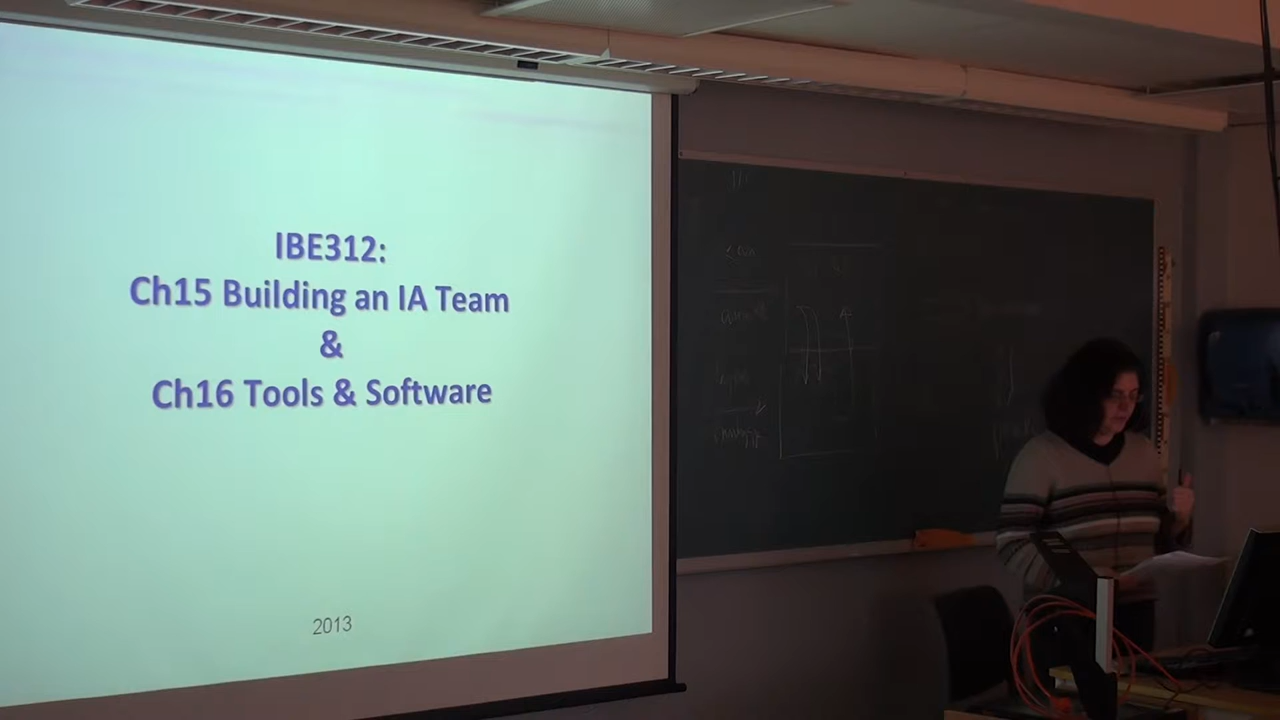 IBE312:
Ch15 Building an IA Team
&
Ch16 Tools & Software
2013